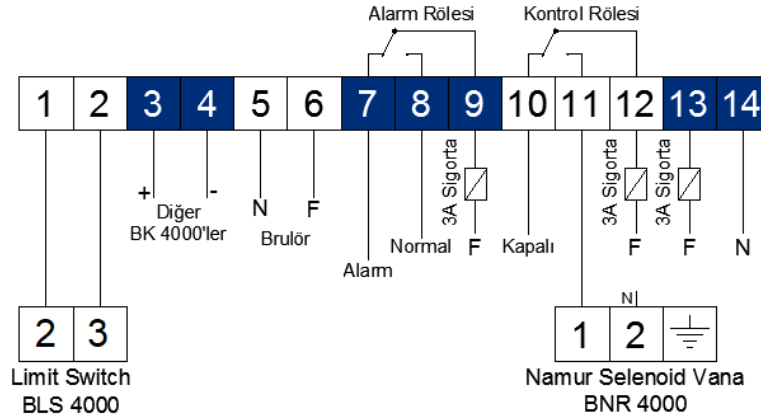 Alarm Rölesi Kontrol Rölesi
1 2 3 4 5 6 7 8 9 10 11 12 13 14
3A Sigorta 3A Sigorta 3A Sigorta
+ -
Diğer
BK 4000'ler
N F
Brulör
Alarm
Normal
F
Kapalı
F F N
2 3
Limit Switch
BLS 4000
N
1 2
Namur Selenoid Vana
BNR 4000